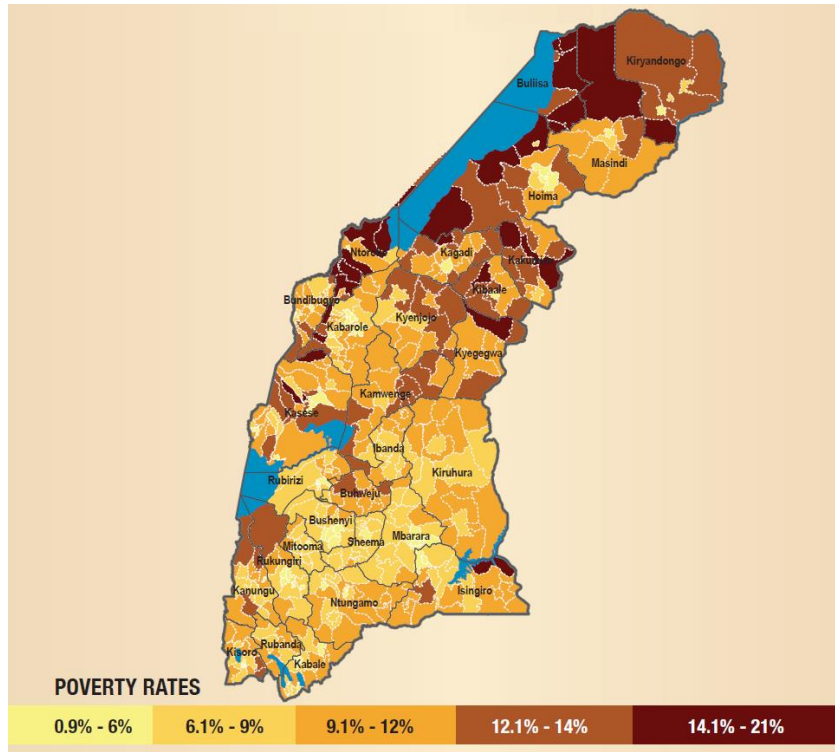 Kiryandongo
Buliisa
Masindi
Hoima
Ntoroko
Kagadi
Kakumiro
Kibaale
Bundibugyo
Kyenjojo
Kabarole
Kyegegwa
Kamwenge
Kasese
Ibanda
Kiruhura
Rubirizi
Buhweju
Bushenyi
Mbarara
Sheema
Mitooma
Rukungiri
Kanungu
Isingiro
Ntungamo
Rubanda
Kisoro
Kabale
POVERTY RATES
0.9% - 6% 6.1% - 9% 9.1% - 12% 12.1% - 14% 14.1% - 21%